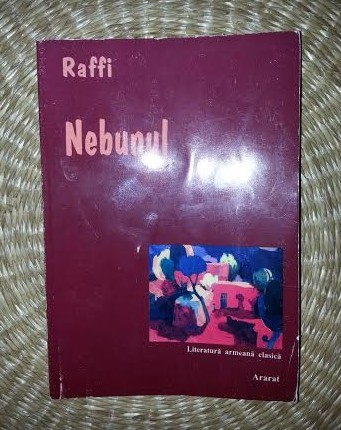 Raffi
Nebunul
Literatură armeană clasică
Ararat